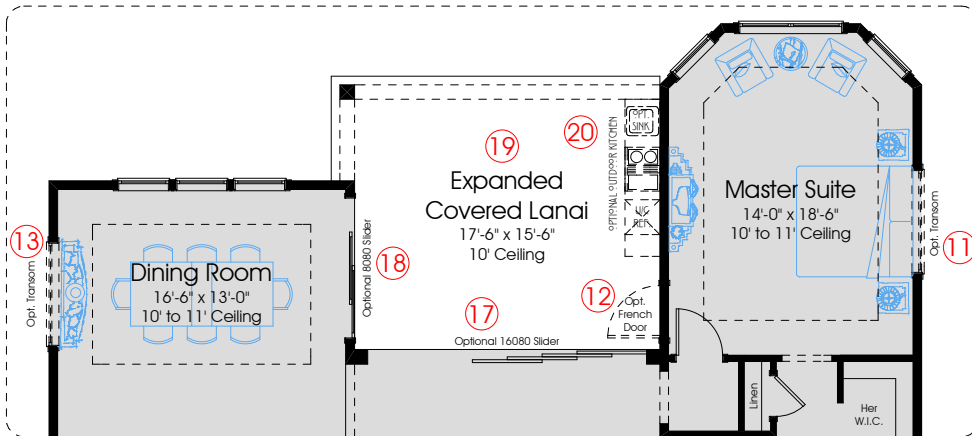 OPT.
SINK
OPTIONAL OUTDOOR KITCHEN
U/C
REF.
20
19
Expanded
Covered Lanai
17'-6" x 15'-6"
10' Ceiling
Master Suite
14'-0" x 18'-6"
10' to 11' Ceiling
Opt. Transom
11
13
Opt. Transom
Dining Room
16'-6" x 13'-0"
10' to 11' Ceiling
Optional 8080 Slider
18
12
Opt.
French
Door
17
Optional 16080 Slider
Linen
Her
W.I.C.